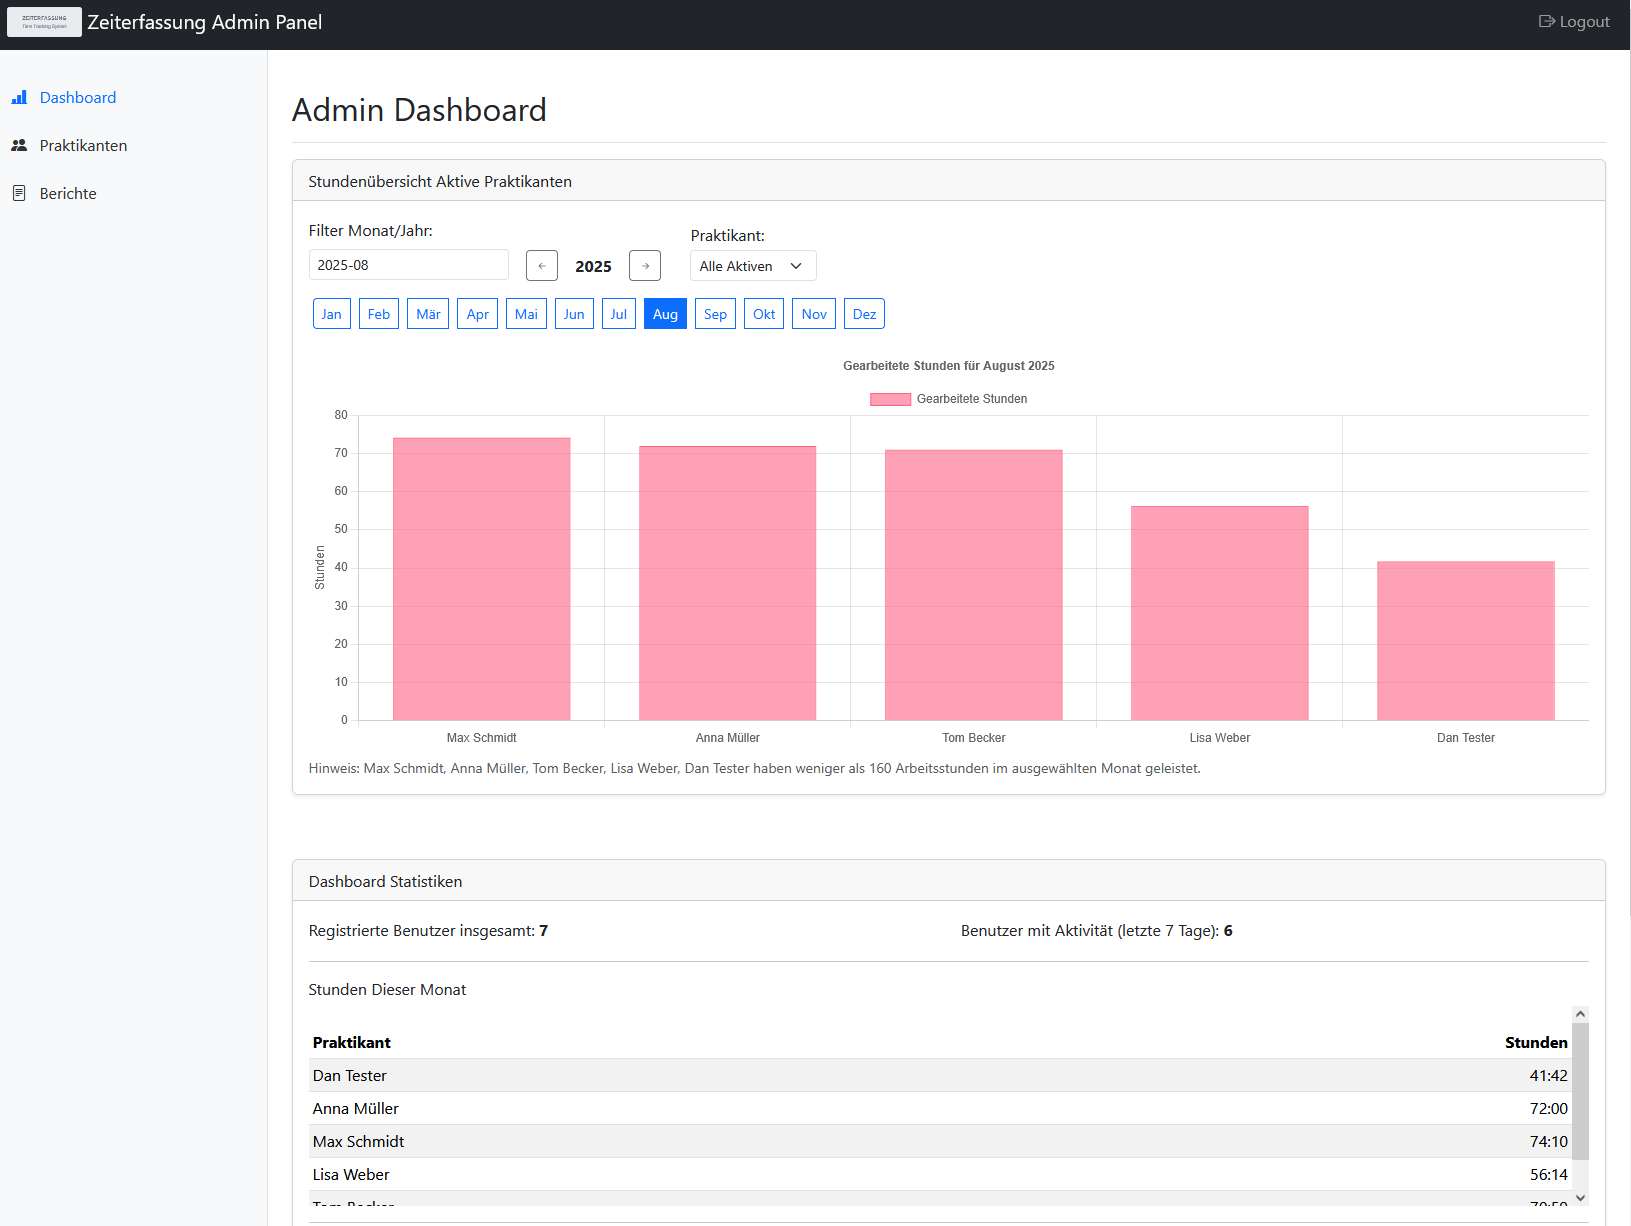 ZEITERFASSUNG
Time Tracking System
Zeiterfassung Admin Panel
Logout
Dashboard
Praktikanten
Berichte
Admin Dashboard
Stundenübersicht Aktive Praktikanten
Filter Monat/Jahr:
Praktikant:
2025-08
← 2025 →
Alle Aktiven
Jan Feb Mär Apr Mai Jun Jul Aug Sep Okt Nov Dez
Gearbeitete Stunden für August 2025
Gearbeitete Stunden
80
70
60
50
40
30
20
10
0
Stunden
Max Schmidt Anna Müller Tom Becker Lisa Weber Dan Tester
Hinweis: Max Schmidt, Anna Müller, Tom Becker, Lisa Weber, Dan Tester haben weniger als 160 Arbeitsstunden im ausgewählten Monat geleistet.
Dashboard Statistiken
Registrierte Benutzer insgesamt: 7
Benutzer mit Aktivität (letzte 7 Tage): 6
Stunden Dieser Monat
Praktikant Stunden
Dan Tester 41:42
Anna Müller 72:00
Max Schmidt 74:10
Lisa Weber 56:14
Tom Becker